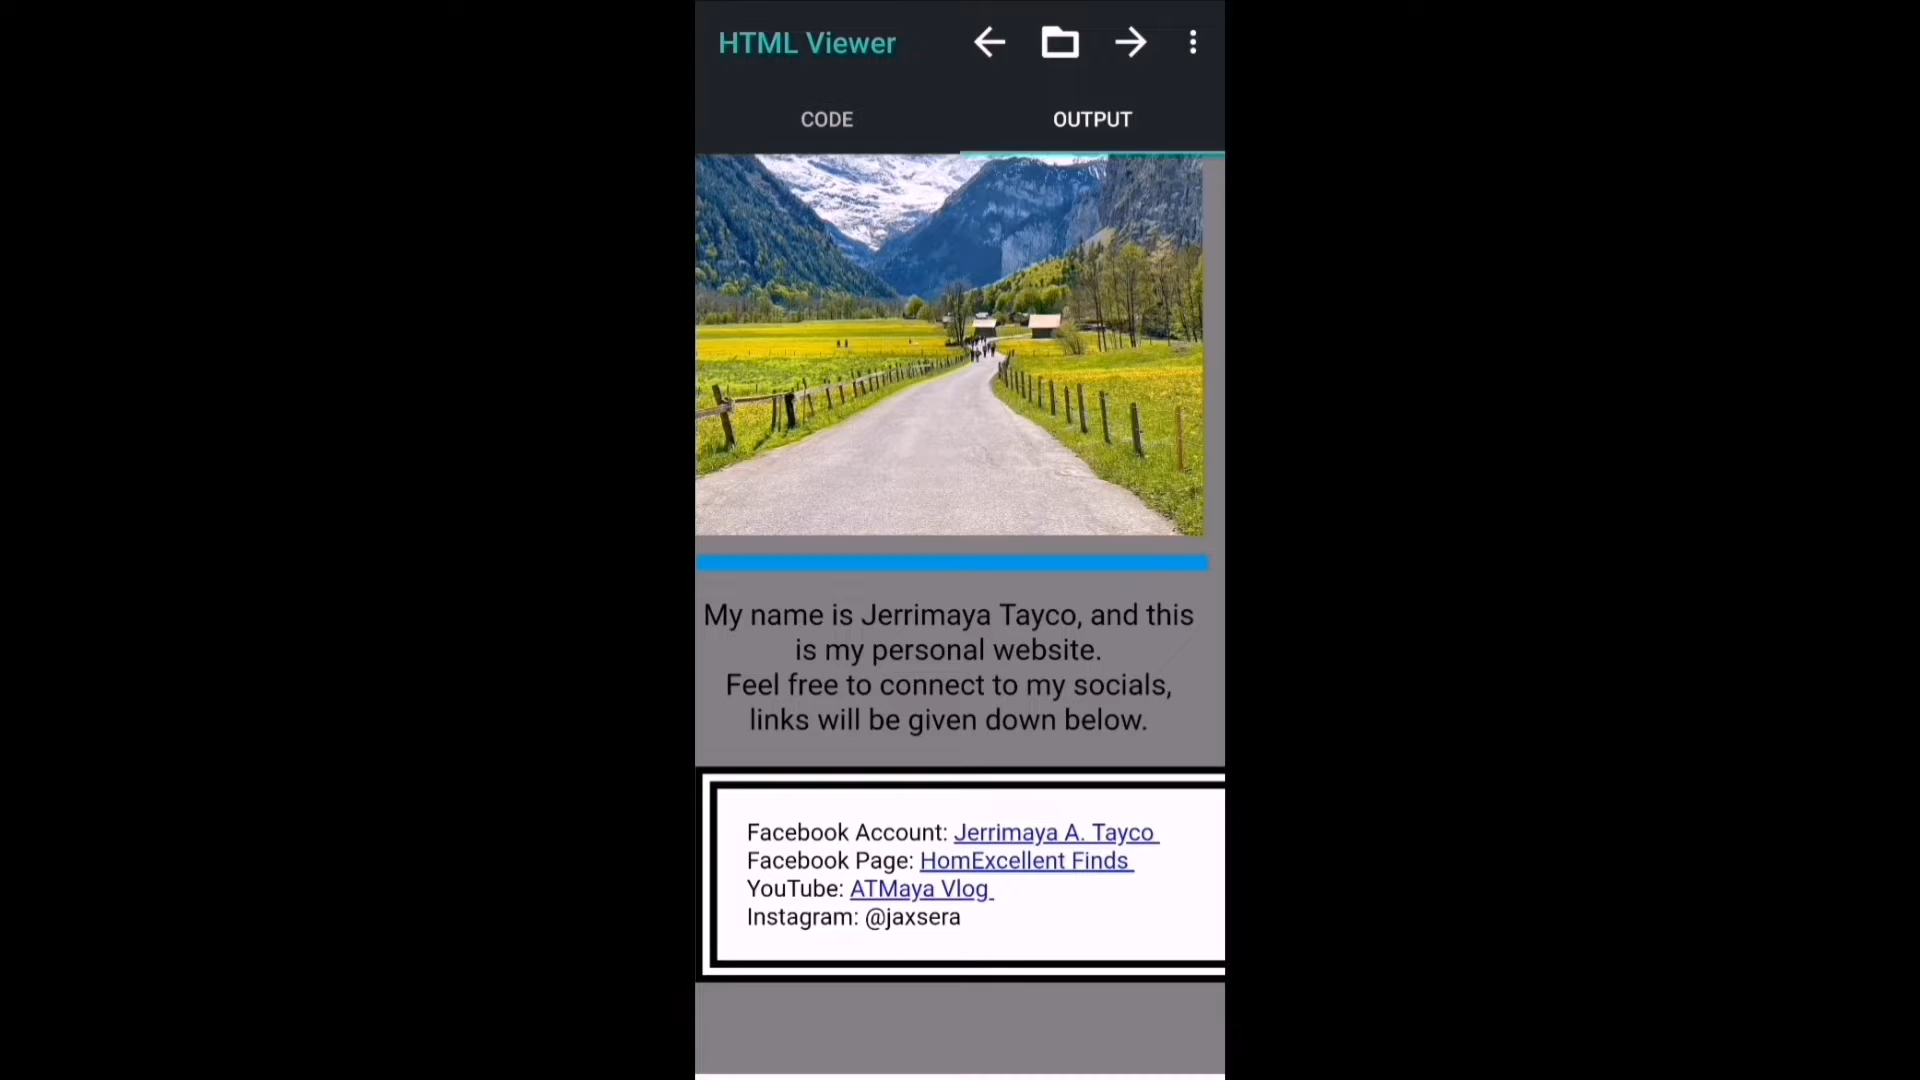 HTML Viewer
CODE OUTPUT
My name is Jerrimaya Tayco, and this
is my personal website.
Feel free to connect to my socials,
links will be given down below.
Facebook Account: Jerrimaya A. Tayco
Facebook Page: HomExcellent Finds
YouTube: ATMaya Vlog
Instagram: @jaxsera